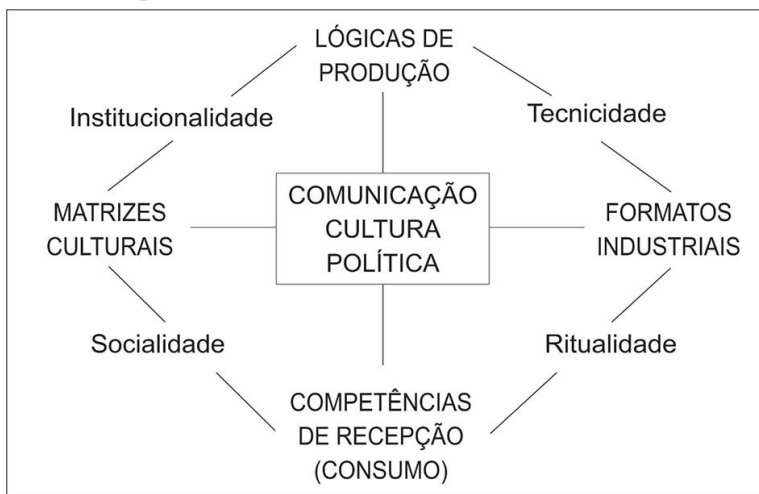 LÓGICAS DE
PRODUÇÃO
Institucionalidade
Tecnicidade
MATRIZES
CULTURAIS
COMUNICAÇÃO
CULTURA
POLÍTICA
FORMATOS
INDUSTRIAIS
Socialidade
Ritualidade
COMPETÊNCIAS
DE RECEPÇÃO
(CONSUMO)